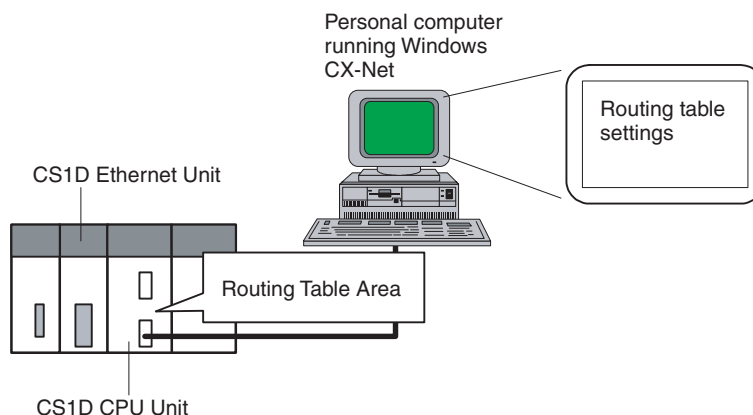 Personal computer
running Windows
CX-Net
Routing table
settings
CS1D Ethernet Unit
Routing Table Area
CS1D CPU Unit